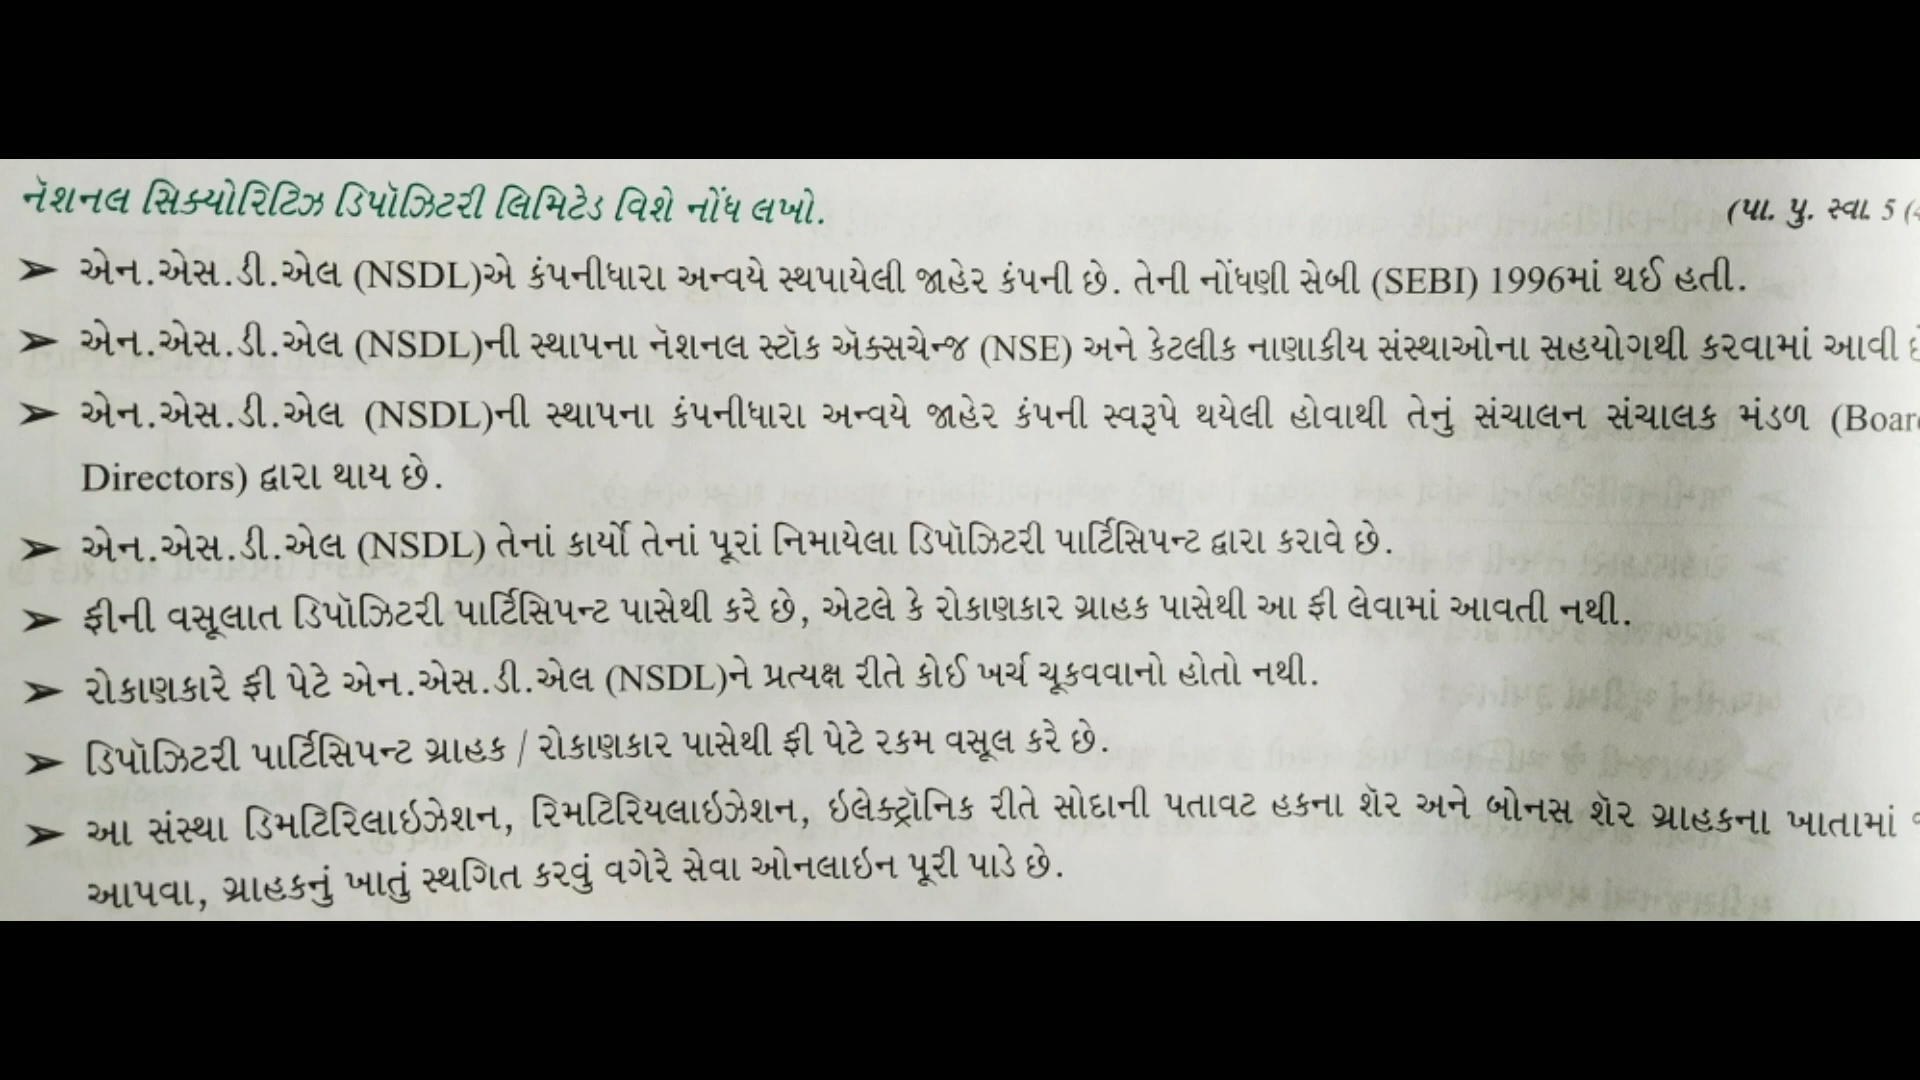 નૅશનલ સિક્યોરિટિઝ ડિપૉઝિટરી લિમિટેડ વિશે નોંધ લખો. (પા. પુ. સ્વા. 5
➤ એન.એસ.ડી.એલ (NSDL)એ કંપનીધારા અન્વયે સ્થપાયેલી જાહેર કંપની છે. તેની નોંધણી સેબી (SEBI) 1996માં થઈ હતી.
➤ એન.એસ.ડી.એલ (NSDL)ની સ્થાપના નૅશનલ સ્ટૉક ઍક્સચેન્જ (NSE) અને કેટલીક નાણાકીય સંસ્થાઓના સહયોગથી કરવામાં આવી
➤ એન.એસ.ડી.એલ (NSDL)ની સ્થાપના કંપનીધારા અન્વયે જાહેર કંપની સ્વરૂપે થયેલી હોવાથી તેનું સંચાલન સંચાલક મંડળ
Directors) દ્વારા થાય છે.
➤ એન.એસ.ડી.એલ (NSDL) તેનાં કાર્યો તેનાં પૂરાં નિમાયેલા ડિપૉઝિટરી પાર્ટિસિપન્ટ દ્વારા કરાવે છે.
➤ ફીની વસૂલાત ડિપૉઝિટરી પાર્ટિસિપન્ટ પાસેથી કરે છે, એટલે કે રોકાણકાર ગ્રાહક પાસેથી આ ફી લેવામાં આવતી નથી.
➤ રોકાણકારે ફી પેટે એન.એસ.ડી.એલ (NSDL)ને પ્રત્યક્ષ રીતે કોઈ ખર્ચ ચૂકવવાનો હોતો નથી.
➤ ડિપૉઝિટરી પાર્ટિસિપન્ટ ગ્રાહક / રોકાણકાર પાસેથી ફી પેટે રકમ વસૂલ કરે છે.
➤ આ સંસ્થા ડિમટિરિલાઇઝેશન, રિમટિરિયલાઇઝેશન, ઇલેક્ટ્રૉનિક રીતે સોદાની પતાવટ હકના શૅર અને બોનસ શૅર ગ્રાહકના ખાતામાં
આપવા, ગ્રાહકનું ખાતું સ્થગિત કરવું વગેરે સેવા ઓનલાઇન પૂરી પાડે છે.